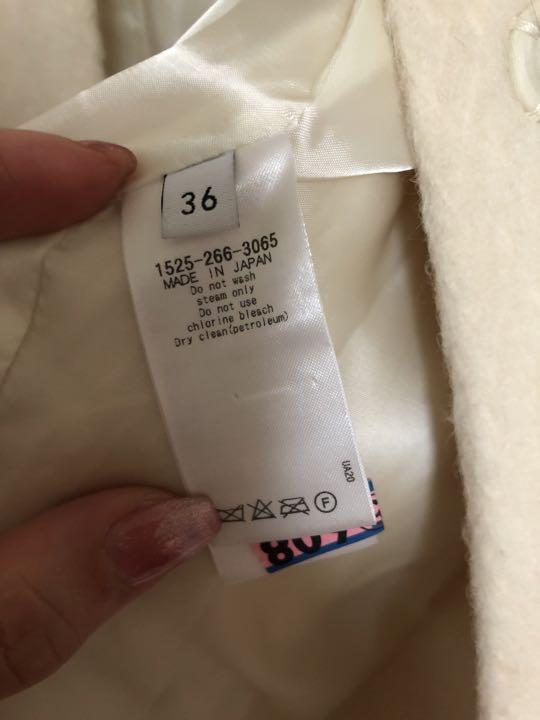 36
1525-266-3065
MADE IN JAPAN
Do not wash
steam only
Do not use
chlorine bleach
Dry clean(petroleum)
UA20
F